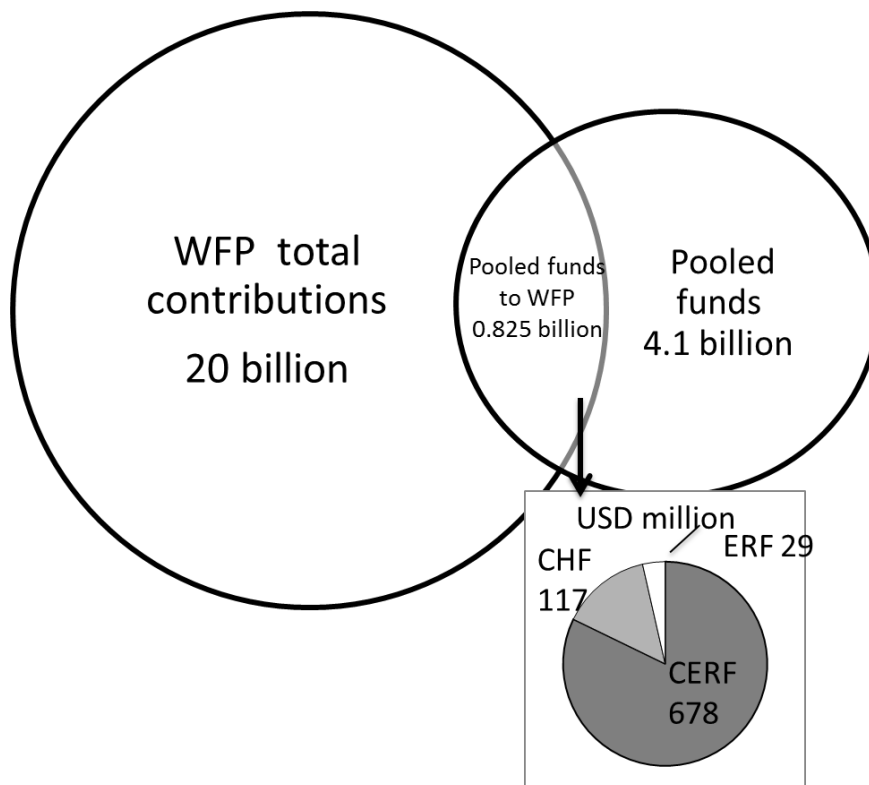 WFP total
contributions
20 billion
Pooled funds
to WFP
0.825 billion
Pooled
funds
4.1 billion
USD million
ERF 29
CHF
117
CERF
678